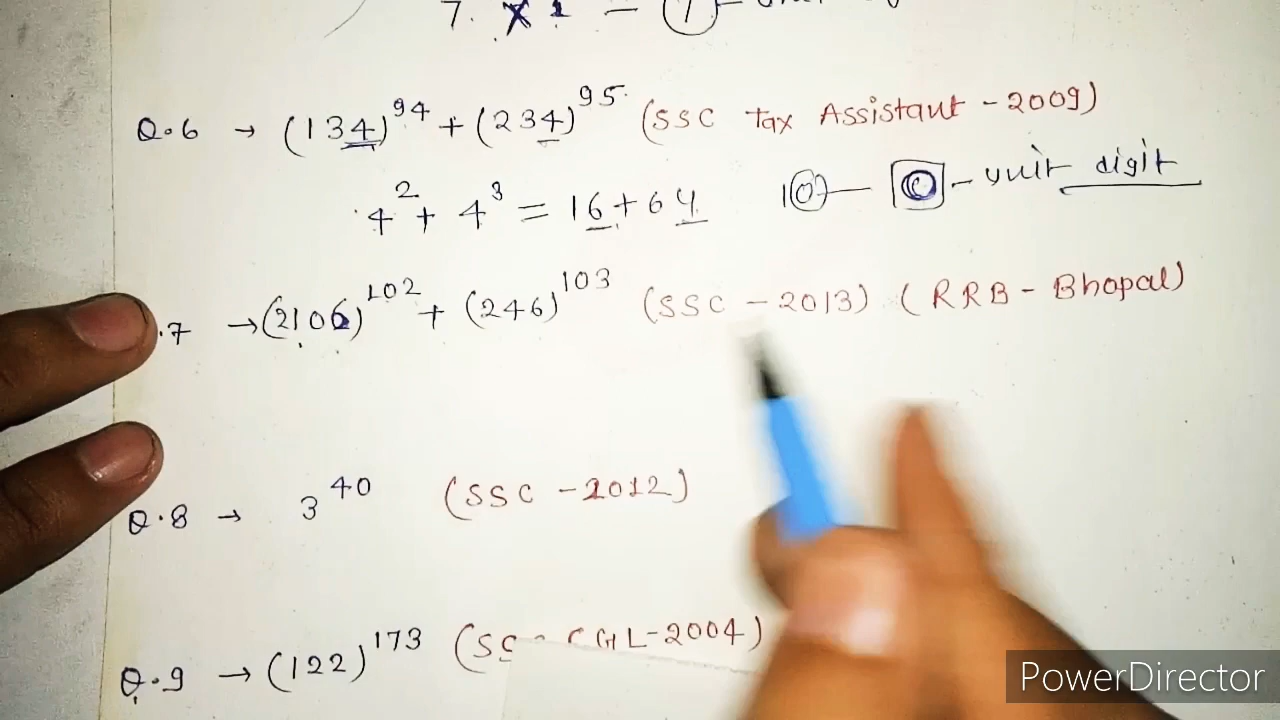 7.
Q.6 → (134)^94 + (234)^95 (SSC Tax Assistant - 2009)
4^2 + 4^3 = 16 + 64 10 — 0 - unit digit
.7 → (2106)^102 + (246)^103 (SSC - 2013) (RRB - Bhopal)
Q.8 → 3^40 (SSC - 2012)
Q.9 → (122)^173 (SS CGL-2004)
PowerDirector